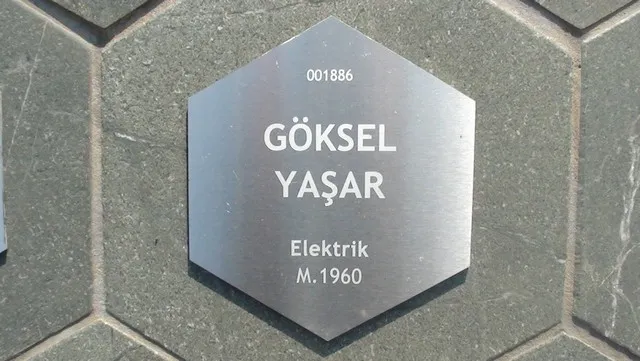 001886
GÖKSEL
YAŞAR
Elektrik
M.1960